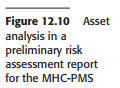 Figure 12.10 Asset
analysis in a
preliminary risk
assessment report
for the MHC-PMS